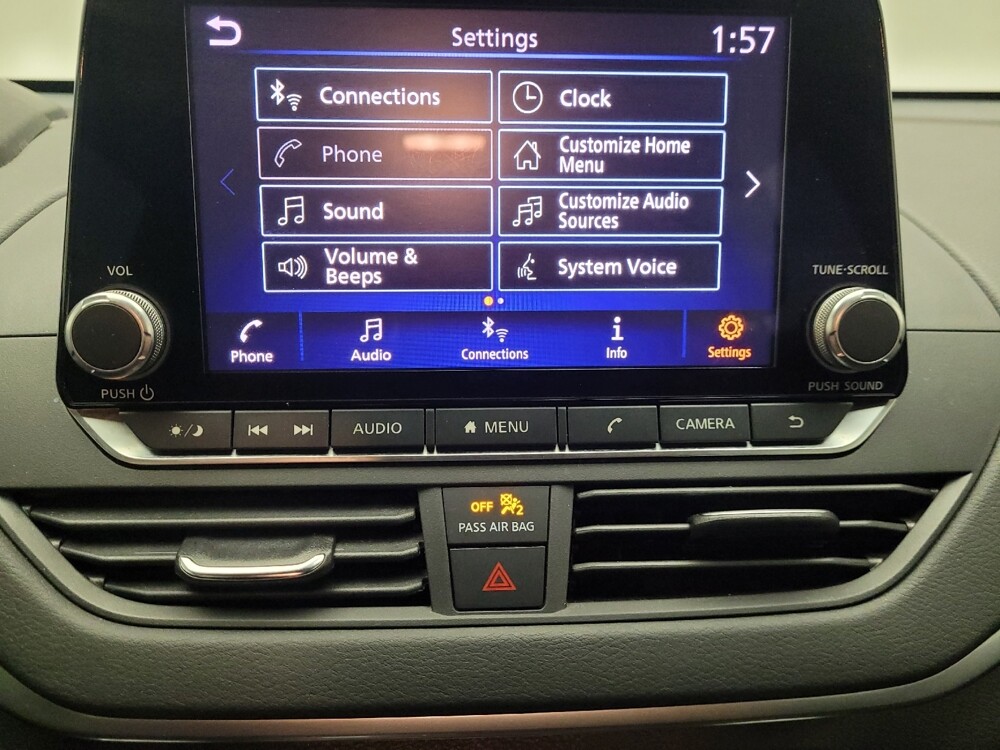 Settings
1:57
Connections
Clock
Phone
Customize Home
Menu
Sound
Customize Audio
Sources
Volume &
Beeps
System Voice
VOL
TUNE·SCROLL
Phone
Audio
Connections
Info
Settings
PUSH
PUSH SOUND
AUDIO
MENU
CAMERA
OFF 2
PASS AIR BAG